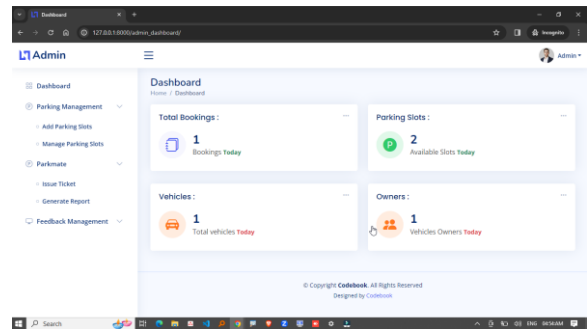 Dashboard
127.0.0.1:8000/admin_dashboard/
Incognito
Admin
Admin
Dashboard
Parking Management
Add Parking Slots
Manage Parking Slots
Parkmate
Issue Ticket
Generate Report
Feedback Management
Dashboard
Home / Dashboard
Total Bookings :
1
Bookings Today
Parking Slots :
P
2
Available Slots Today
Vehicles :
1
Total vehicles Today
Owners :
1
Vehicles Owners Today
© Copyright Codebook. All Rights Reserved
Designed by Codebook
Search
ENG